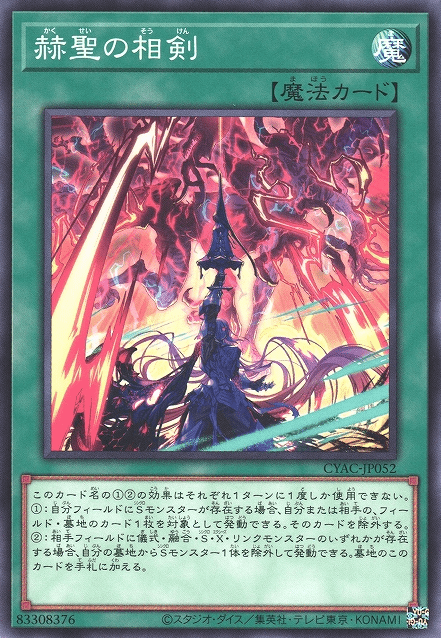 赫聖の相剣
魔
【魔法カード】
CYAC-JP052
このカード名の①②の効果はそれぞれ1ターンに1度しか使用できない。
①:自分フィールドにSモンスターが存在する場合、自分または相手の、フィ
ールド・墓地のカード1枚を対象として発動できる。そのカードを除外する。
②:相手フィールドに儀式・融合・S・X・リンクモンスターのいずれかが存在
する場合、自分の墓地からSモンスター1体を除外して発動できる。墓地のこの
カードを手札に加える。
83308376
©スタジオ・ダイス/集英社・テレビ東京・KONAMI